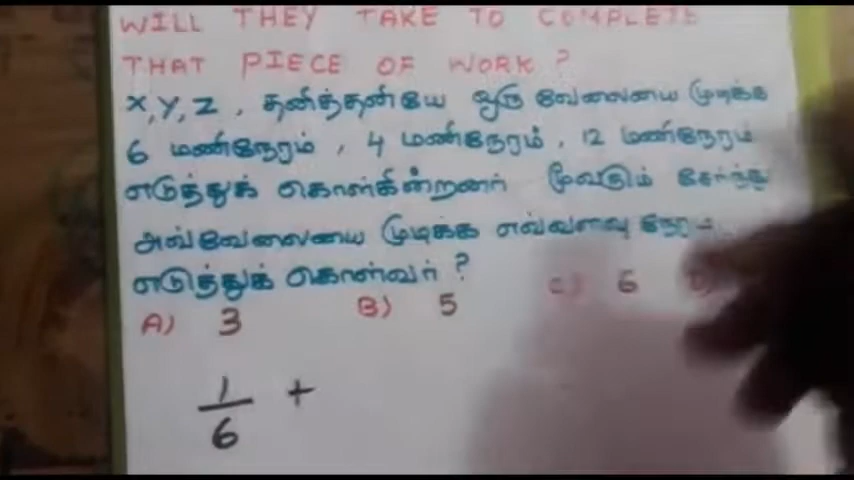 WILL THEY TAKE TO COMPLETE
THAT PIECE OF WORK ?
X,Y,Z , தனித்தனியே ஒரு வேலையை முடிக்க
6 மணிநேரம் , 4 மணிநேரம் , 12 மணிநேரம்
எடுத்துக் கொள்கின்றனர் மூவரும் சேர்ந்து
அவ்வேலையை முடிக்க எவ்வளவு நேரம்
எடுத்துக் கொள்வர் ?
A) 3 B) 5 C) 6 D)
1/6 +